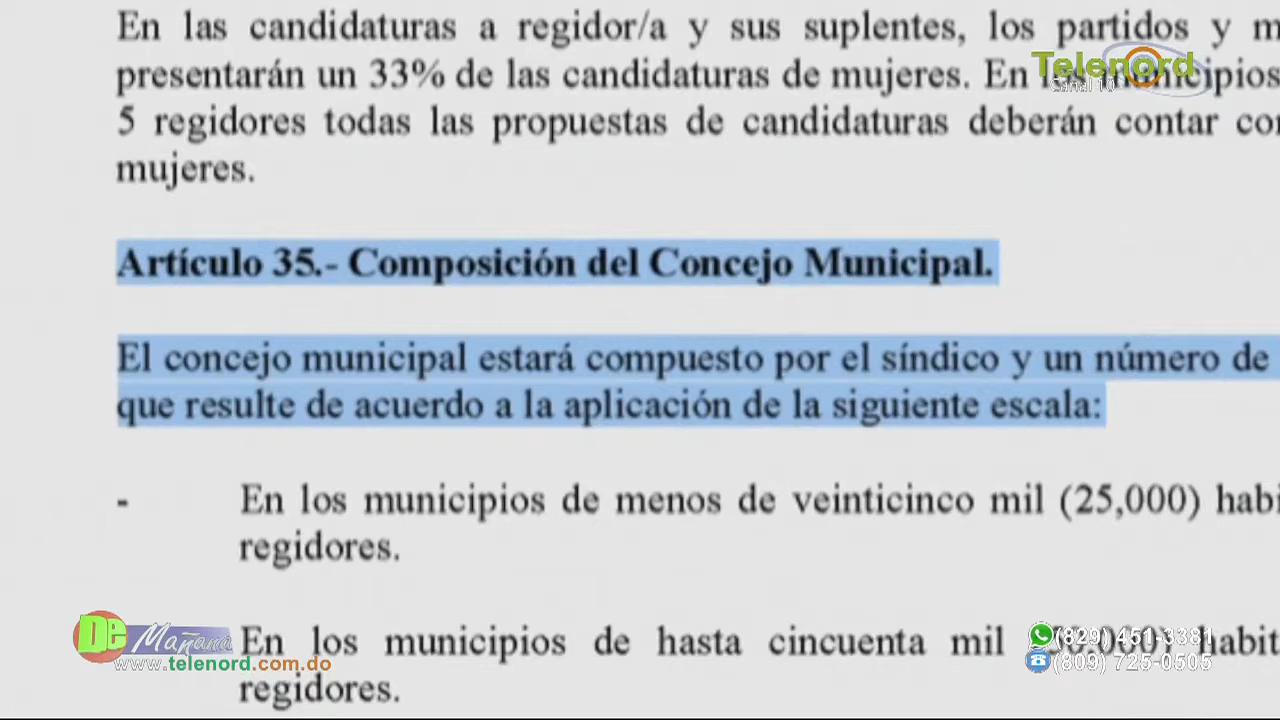 En las candidaturas a regidor/a y sus suplentes, los partidos y
presentarán un 33% de las candidaturas de mujeres. En
5 regidores todas las propuestas de candidaturas deberán contar
mujeres.
Artículo 35.- Composición del Concejo Municipal.
El concejo municipal estará compuesto por el síndico y un número de
que resulte de acuerdo a la aplicación de la siguiente escala:
- En los municipios de menos de veinticinco mil (25,000)
regidores.
En los municipios de hasta cincuenta mil
regidores.
Telenord
Canal 10
De Mañana
www.telenord.com.do
(829) 451-3381
(809) 725-0505